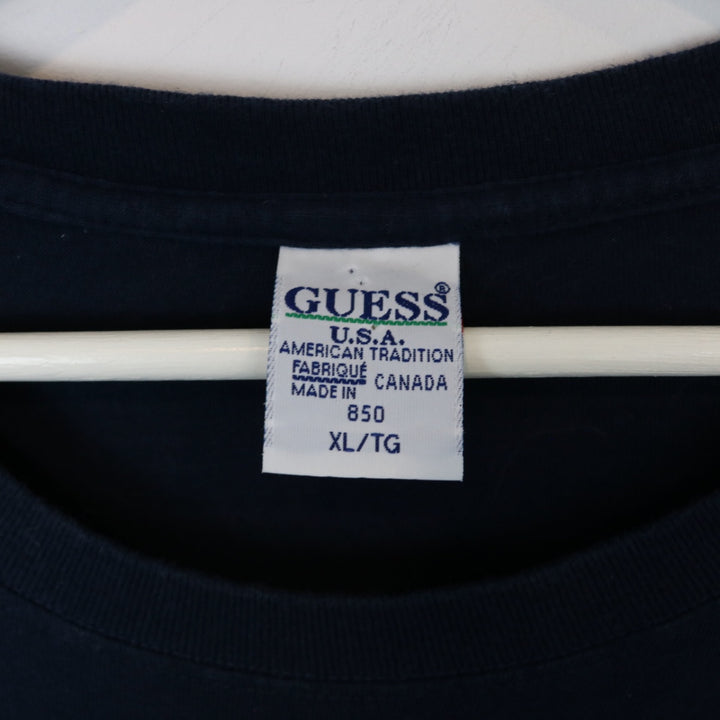 GUESS®
U.S.A.
AMERICAN TRADITION
FABRIQUÉ
MADE IN CANADA
850
XL/TG